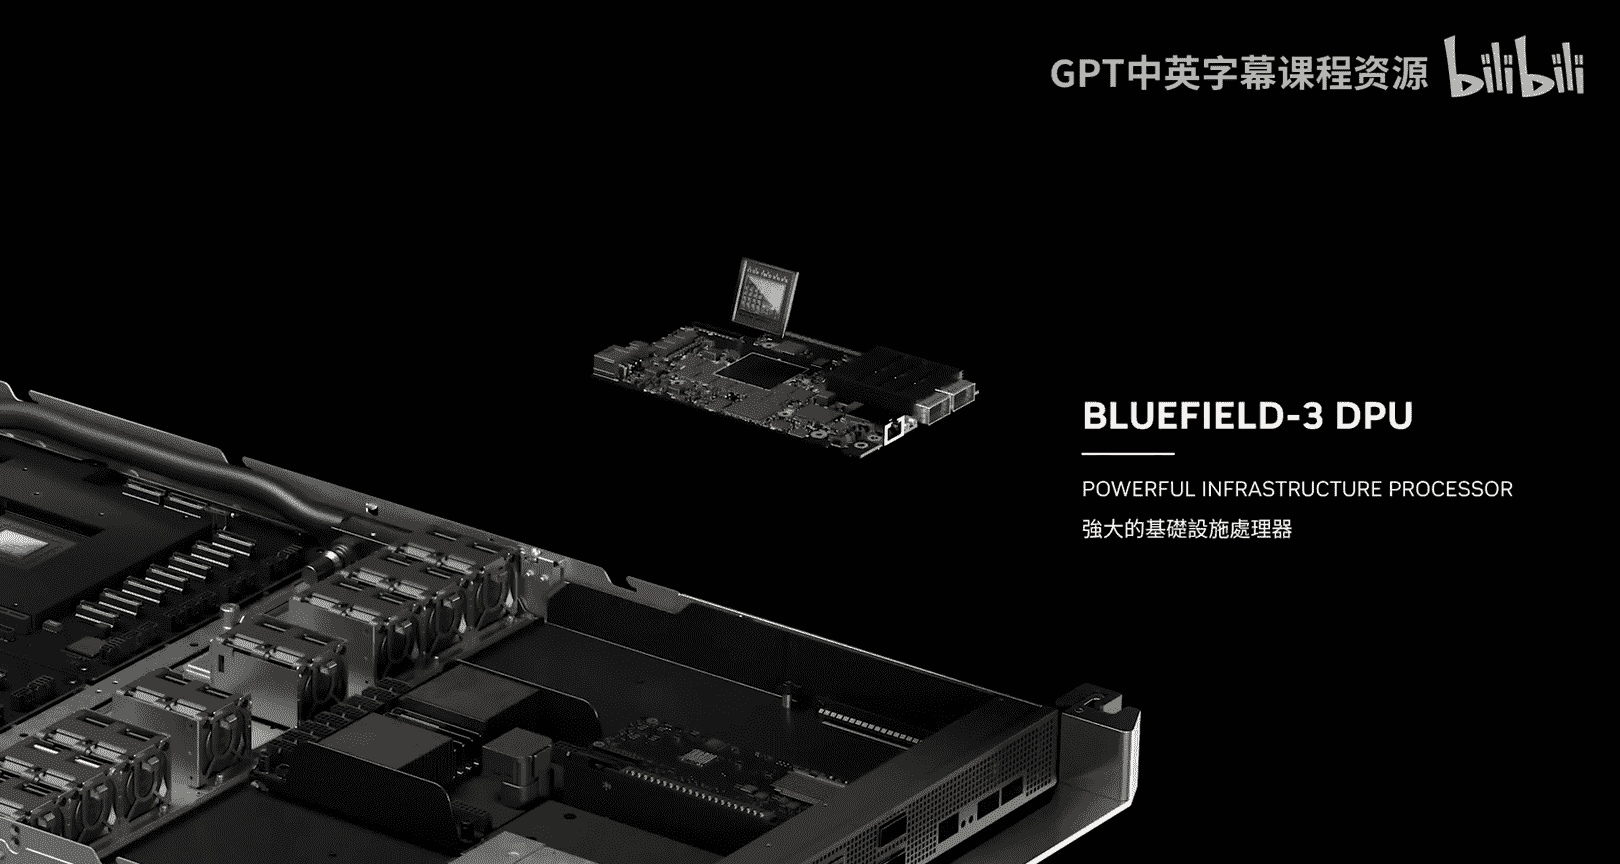 GPT中英字幕课程资源 bilibili
BLUEFIELD-3 DPU
POWERFUL INFRASTRUCTURE PROCESSOR
強大的基礎設施處理器